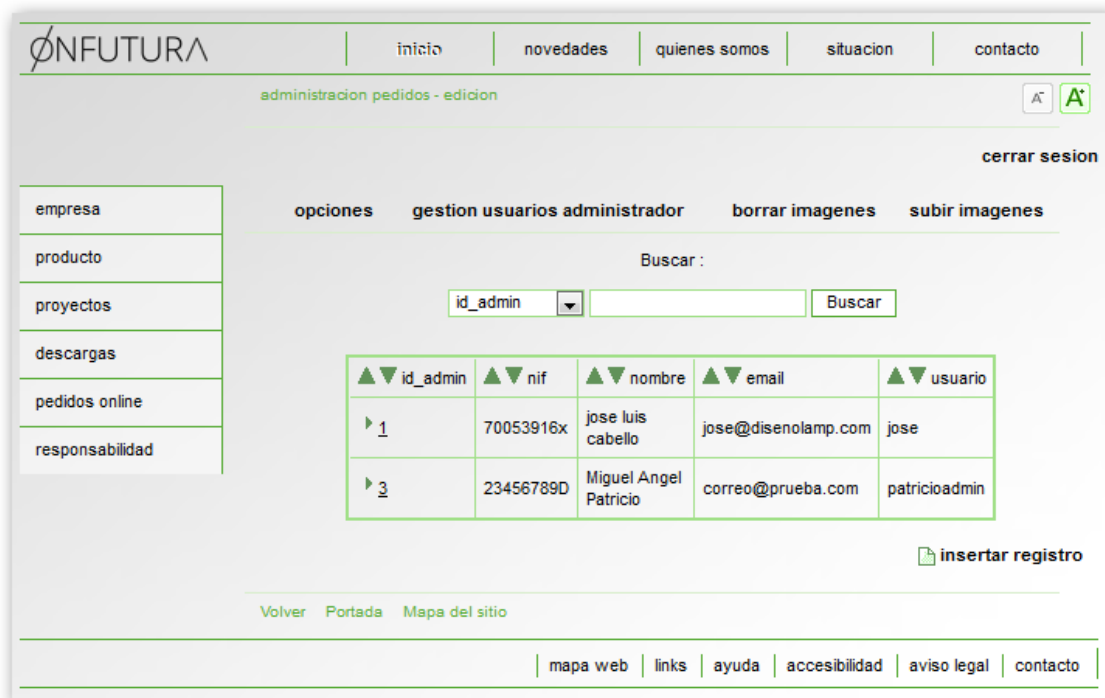 ØNFUTURΛ inicio novedades quienes somos situacion contacto
administracion pedidos - edicion A- A+
cerrar sesion
empresa
producto
proyectos
descargas
pedidos online
responsabilidad
opciones gestion usuarios administrador borrar imagenes subir imagenes
Buscar :
id_admin Buscar
id_admin nif nombre email usuario
1 70053916x jose luis cabello jose@disenolamp.com jose
3 23456789D Miguel Angel Patricio correo@prueba.com patricioadmin
insertar registro
Volver Portada Mapa del sitio
mapa web links ayuda accesibilidad aviso legal contacto